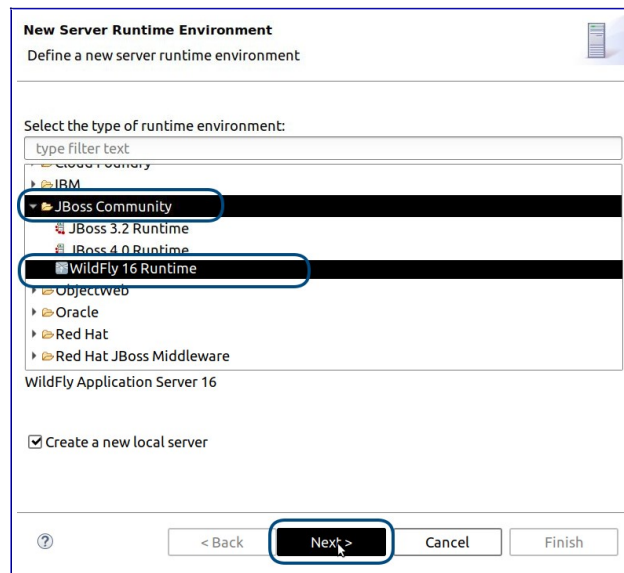 New Server Runtime Environment
Define a new server runtime environment
Select the type of runtime environment:
type filter text
Cloud Foundry
IBM
JBoss Community
JBoss 3.2 Runtime
JBoss 4.0 Runtime
WildFly 16 Runtime
ObjectWeb
Oracle
Red Hat
Red Hat JBoss Middleware
WildFly Application Server 16
Create a new local server
? < Back Next > Cancel Finish